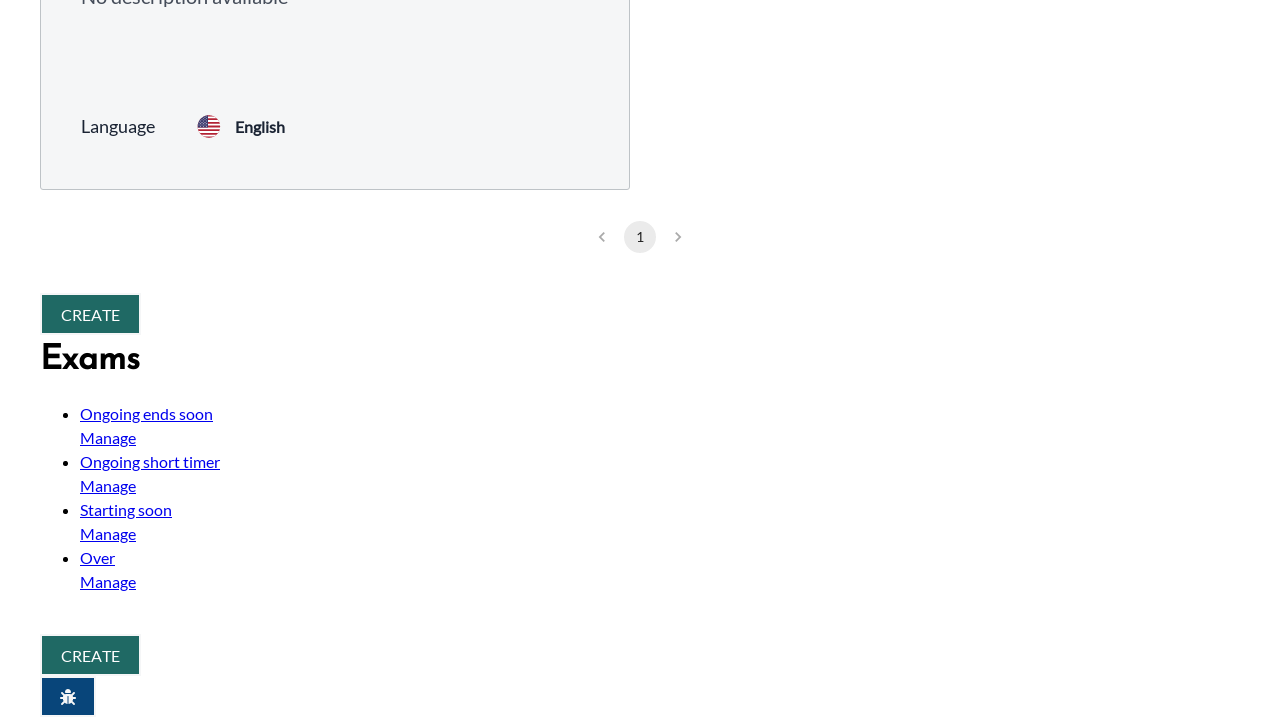 No description available
Language English
1
CREATE
Exams
Ongoing ends soon
Manage
Ongoing short timer
Manage
Starting soon
Manage
Over
Manage
CREATE